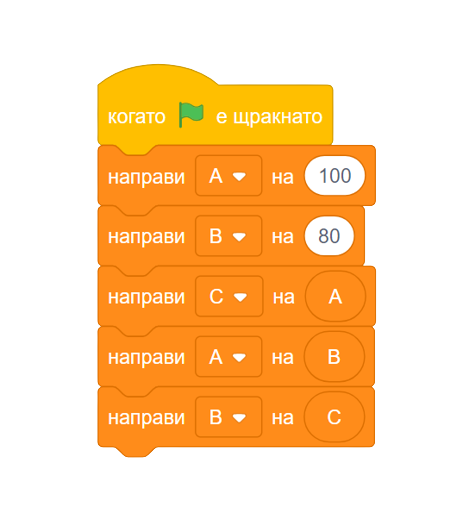 когато е щракнато
направи A на 100
направи B на 80
направи C на A
направи A на B
направи B на C